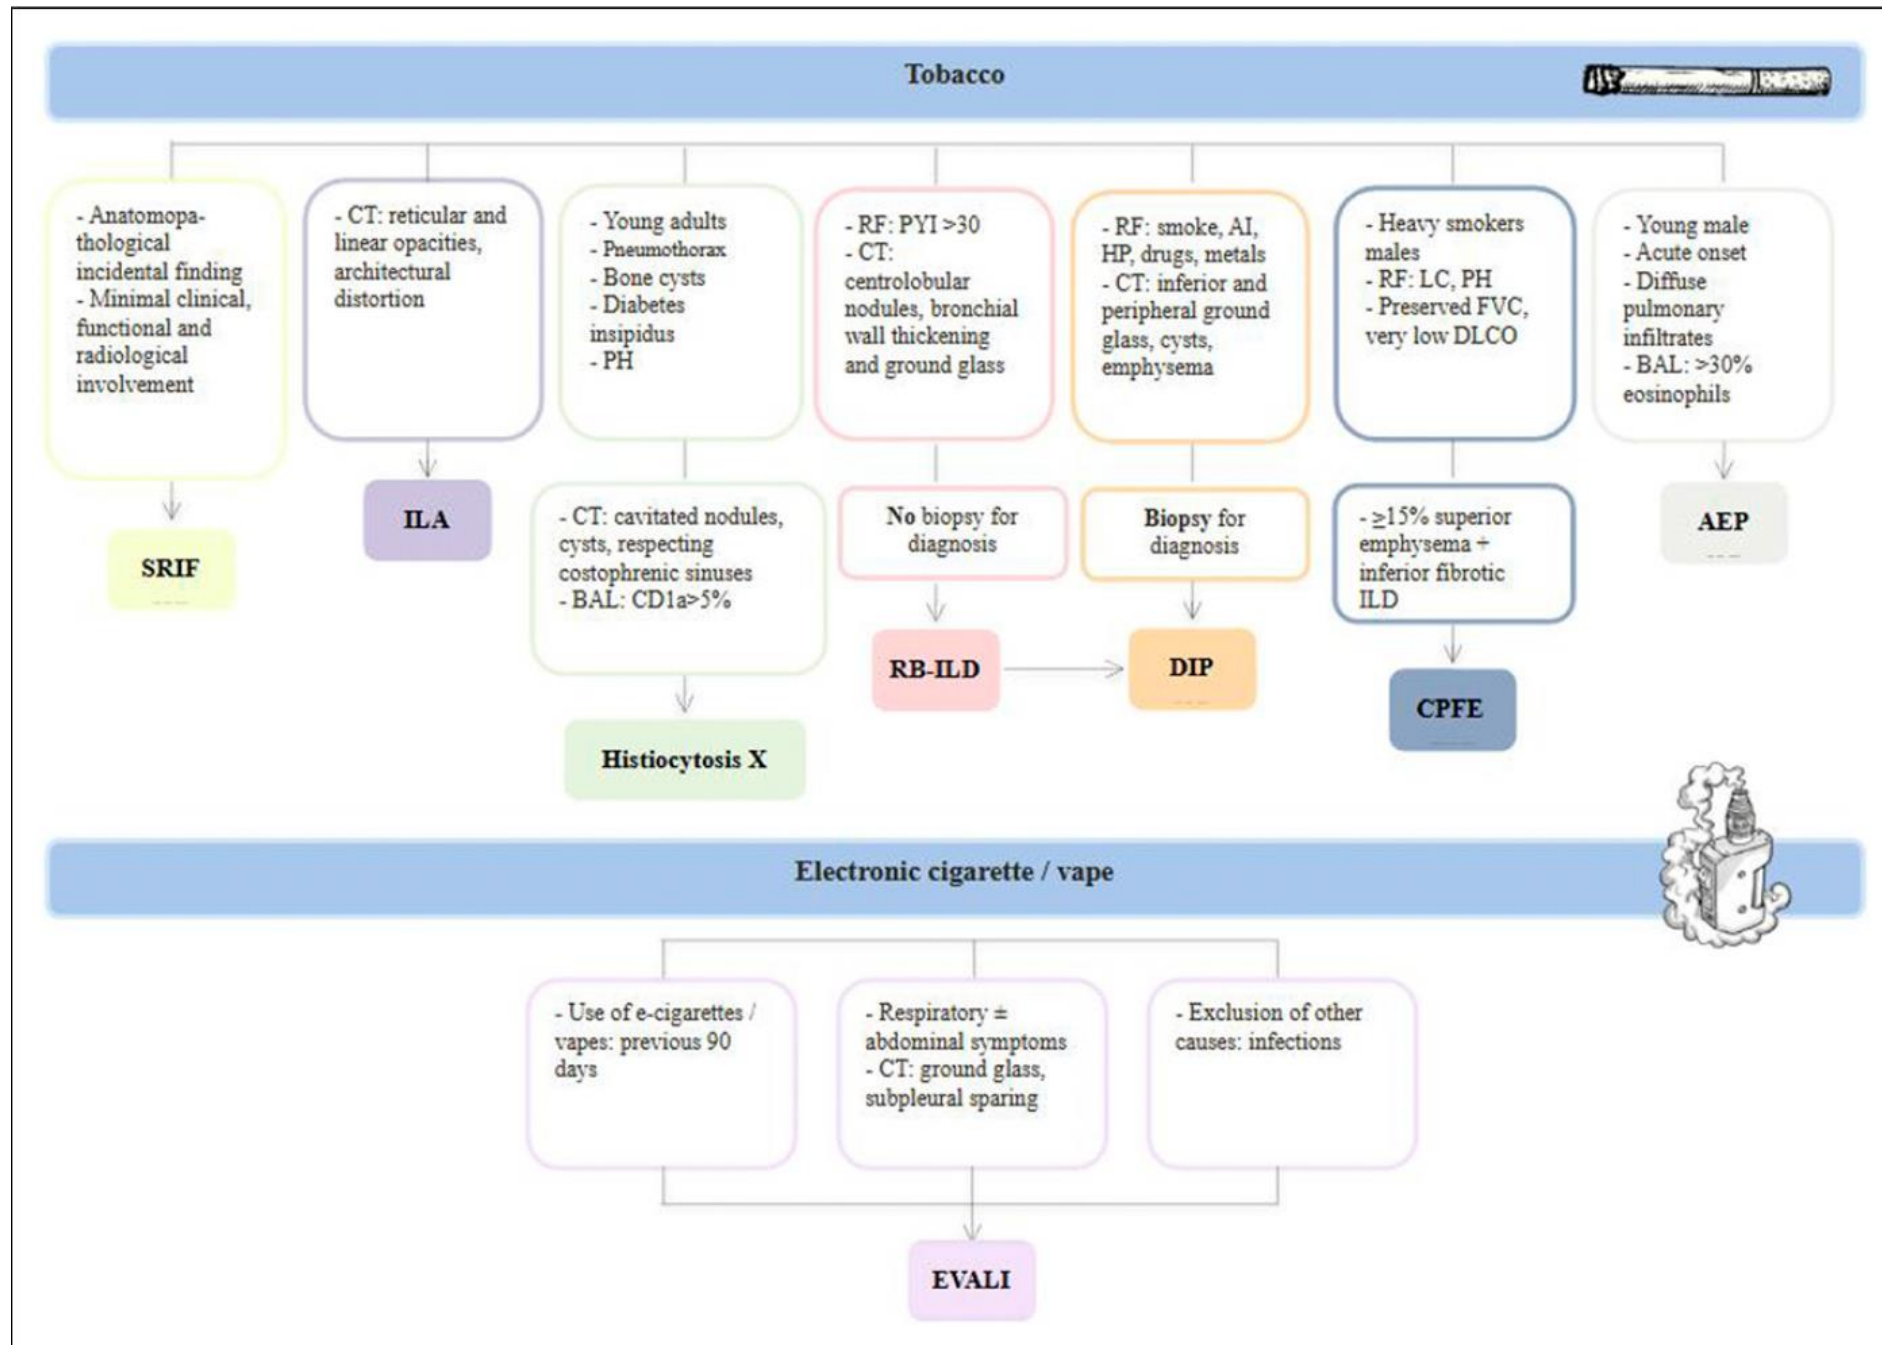 Tobacco
- Anatomopa-
thological
incidental finding
- Minimal clinical,
functional and
radiological
involvement
SRIF
- CT: reticular and
linear opacities,
architectural
distortion
ILA
- Young adults
- Pneumothorax
- Bone cysts
- Diabetes
insipidus
- PH
- CT: cavitated nodules,
cysts, respecting
costophrenic sinuses
- BAL: CD1a>5%
Histiocytosis X
- RF: PYI >30
- CT:
centrolobular
nodules, bronchial
wall thickening
and ground glass
No biopsy for
diagnosis
RB-ILD
- RF: smoke, AI,
HP, drugs, metals
- CT: inferior and
peripheral ground
glass, cysts,
emphysema
Biopsy for
diagnosis
DIP
- Heavy smokers
males
- RF: LC, PH
- Preserved FVC,
very low DLCO
- ≥15% superior
emphysema +
inferior fibrotic
ILD
CPFE
- Young male
- Acute onset
- Diffuse
pulmonary
infiltrates
- BAL: >30%
eosinophils
AEP
Electronic cigarette / vape
- Use of e-cigarettes /
vapes: previous 90
days
- Respiratory ±
abdominal symptoms
- CT: ground glass,
subpleural sparing
- Exclusion of other
causes: infections
EVALI